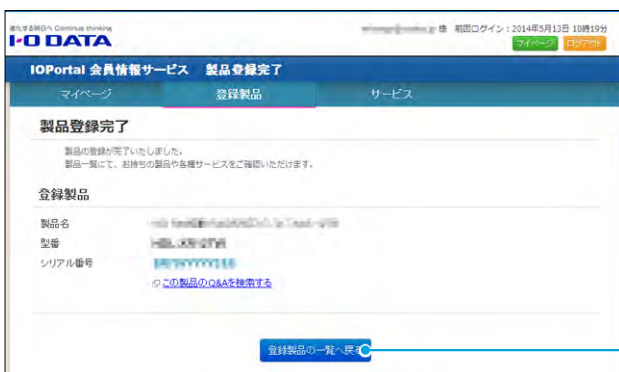 進化する明日へ Continue thinking
I-O DATA
様 前回ログイン：2014年5月13日 10時19分
マイページ ログアウト
IOPortal 会員情報サービス 製品登録完了
マイページ 登録製品 サービス
製品登録完了
製品の登録が完了いたしました。
製品一覧にて、お持ちの製品や各種サービスをご確認いただけます。
登録製品
製品名
型番
シリアル番号
この製品のQ&Aを検索する
登録製品の一覧へ戻る